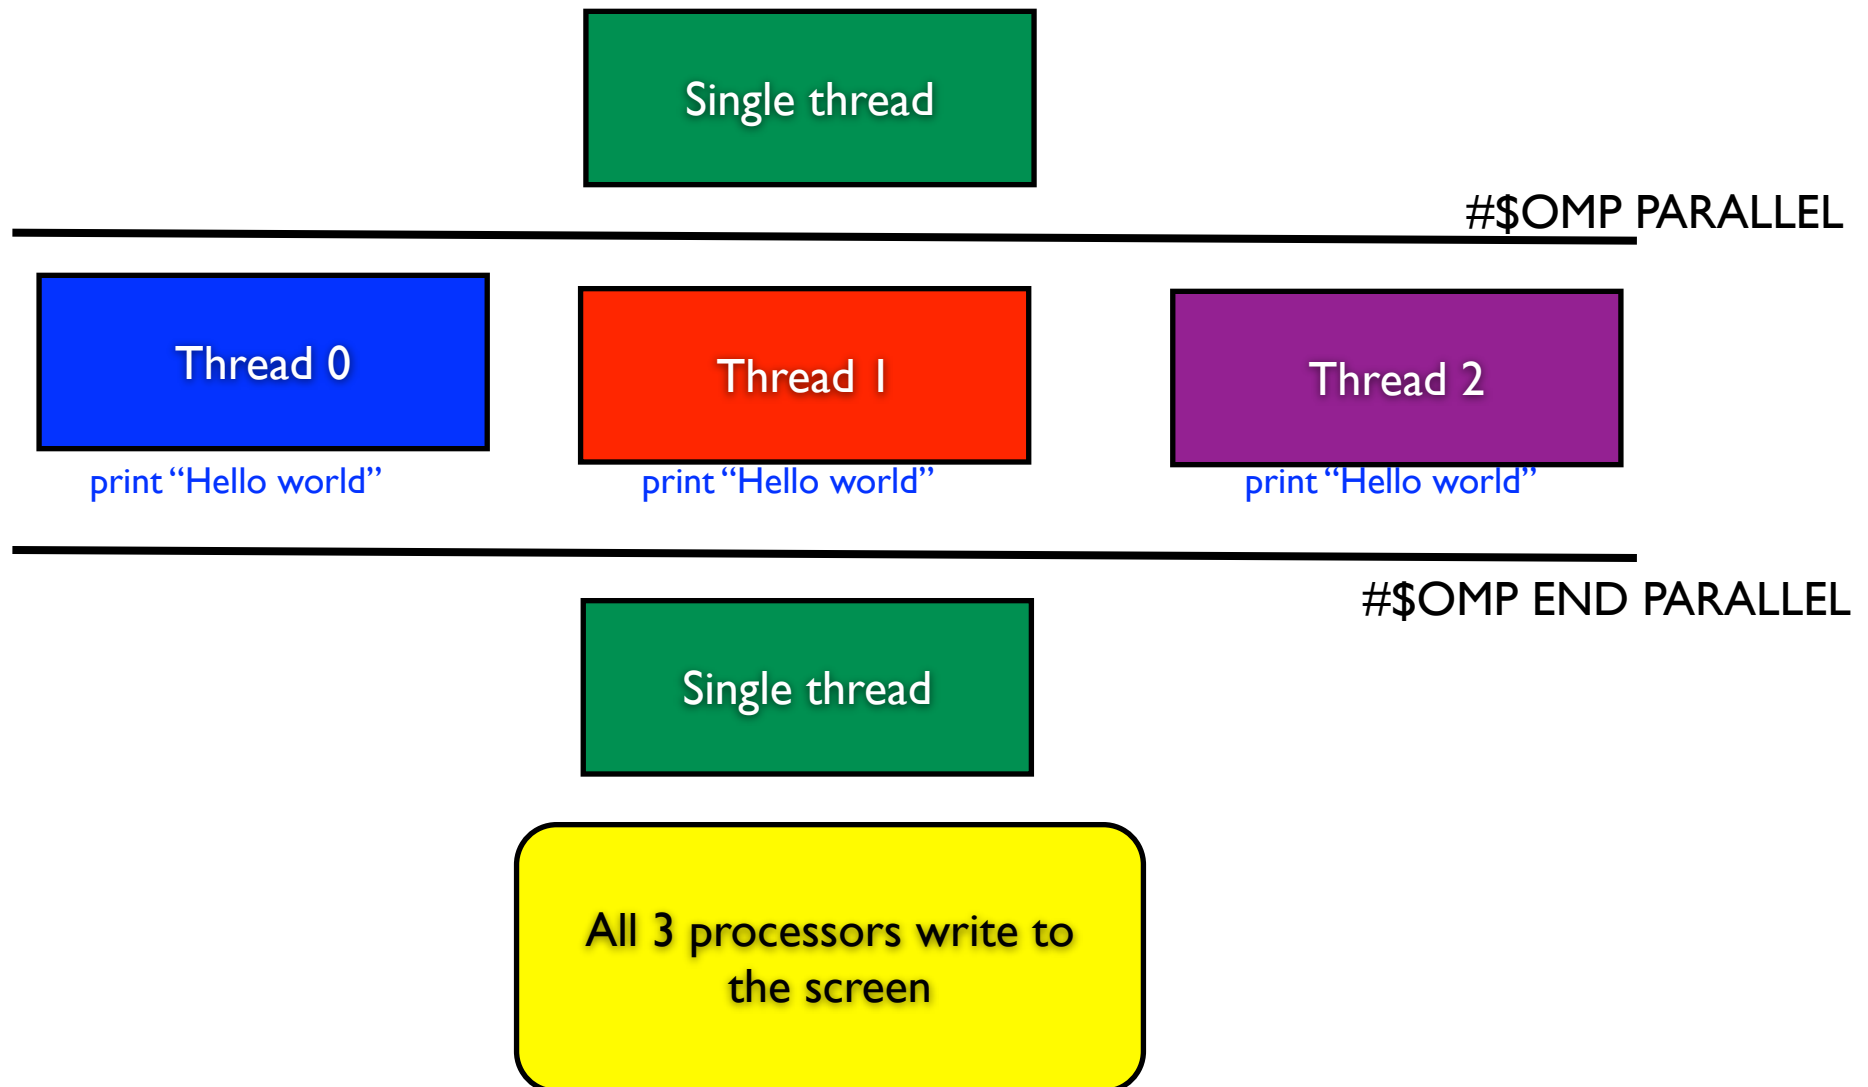 Single thread
#$OMP PARALLEL
Thread 0
Thread 1
Thread 2
print “Hello world”
print “Hello world”
print “Hello world”
#$OMP END PARALLEL
Single thread
All 3 processors write to
the screen